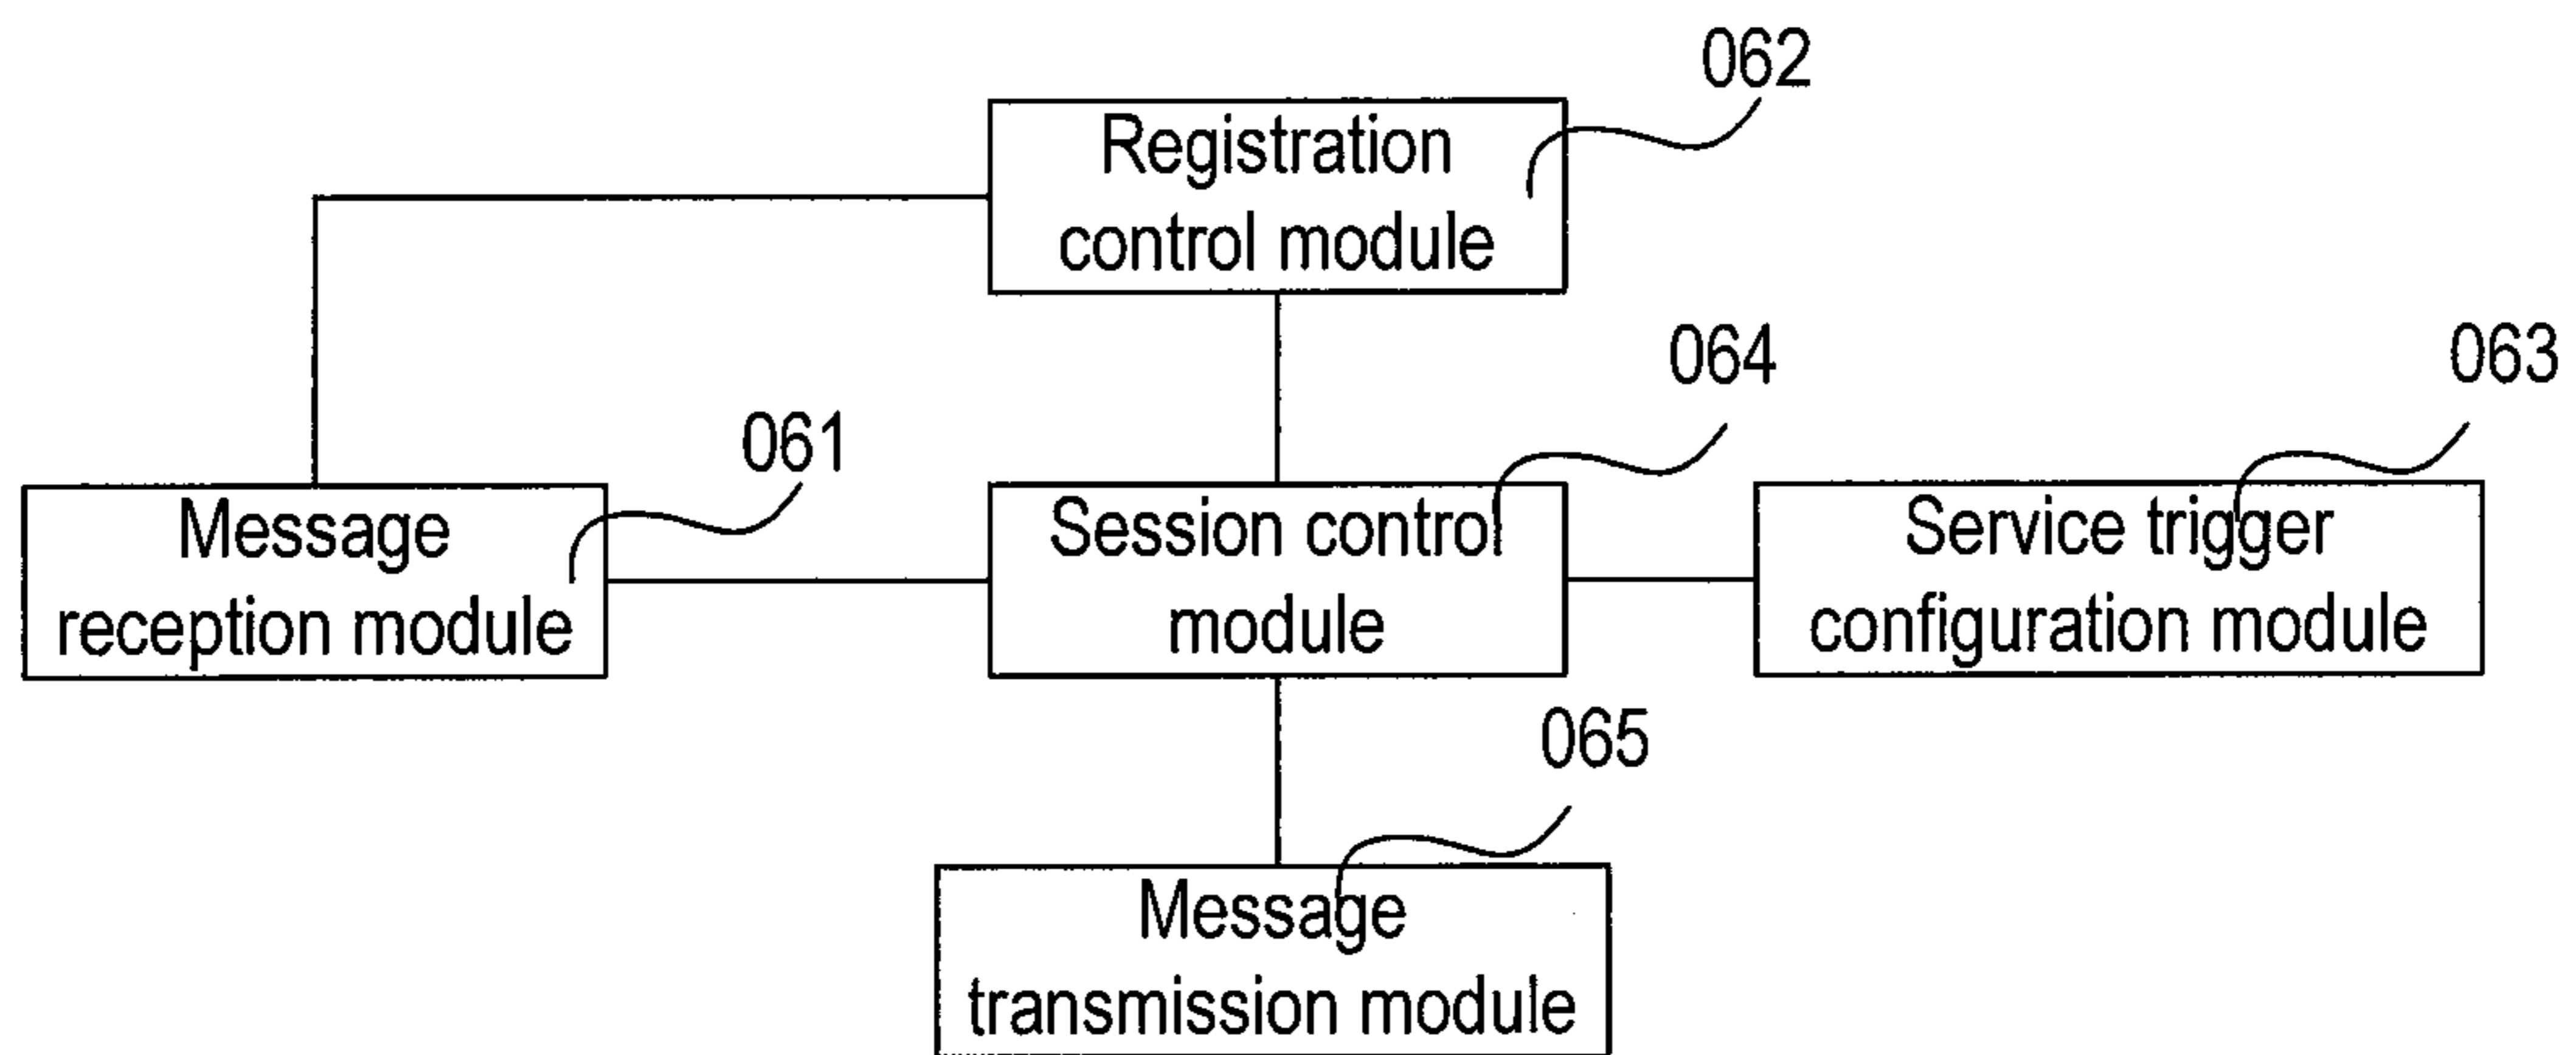 062
Registration
control module
064
063
061
Message
reception module
Session control
module
Service trigger
configuration module
065
Message
transmission module